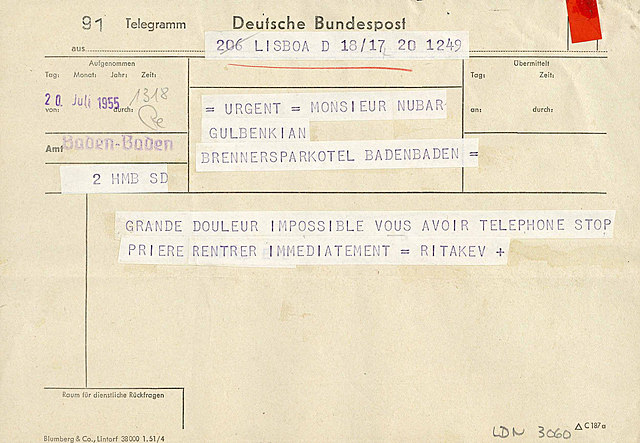 91 Telegramm Deutsche Bundespost
aus
206 LISBOA D 18/17 20 1249
Aufgenommen
Tag: Monat: Jahr: Zeit:
20. Juli 1955 1318
von: durch:
Übermittelt
Tag: Zeit:
an: durch:
= URGENT = MONSIEUR NUBAR
GULBENKIAN
BRENNERSPARKOTEL BADENBADEN =
Amt Baden-Baden
2 HMB SD
GRANDE DOULEUR IMPOSSIBLE VOUS AVOIR TELEPHONE STOP
PRIERE RENTRER IMMEDIATEMENT = RITAKEV +
Raum für dienstliche Rückfragen
Blumberg & Co., Lintorf 38000 1.51/4
LDN 3060
C 187a